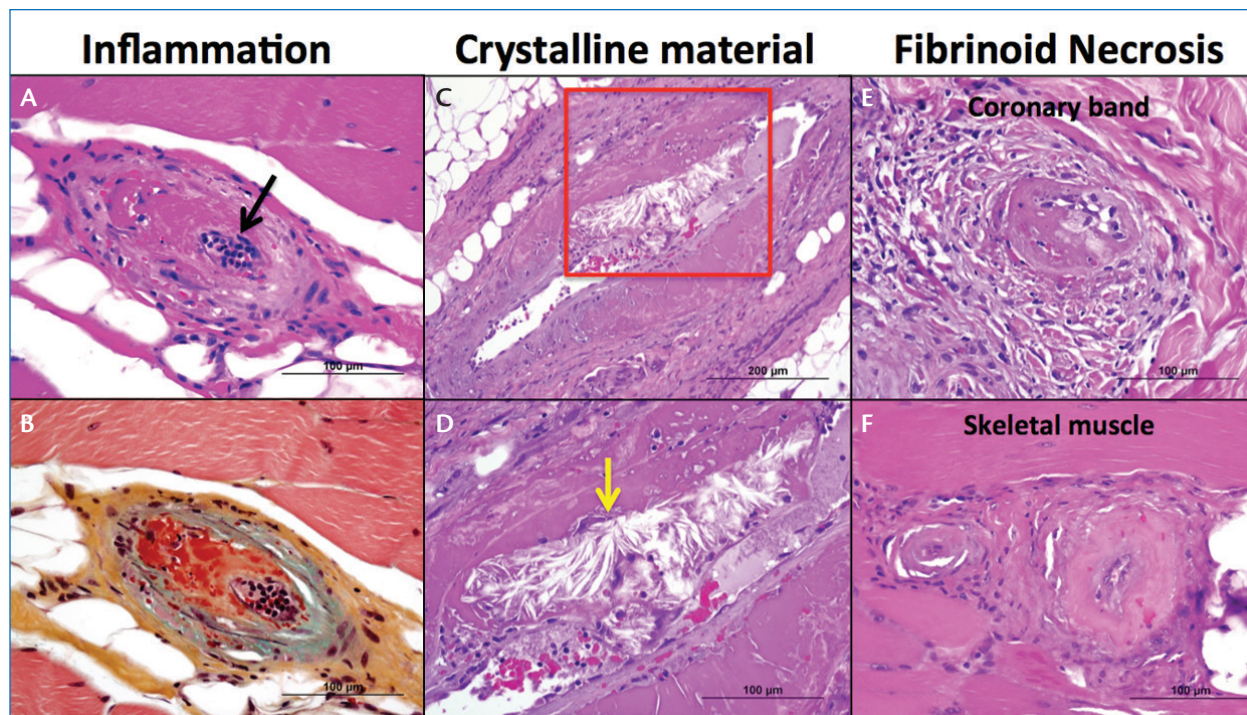 Inflammation
Crystalline material
Fibrinoid Necrosis
A
100 µm
B
100 µm
C
200 µm
D
100 µm
E
Coronary band
100 µm
F
Skeletal muscle
100 µm